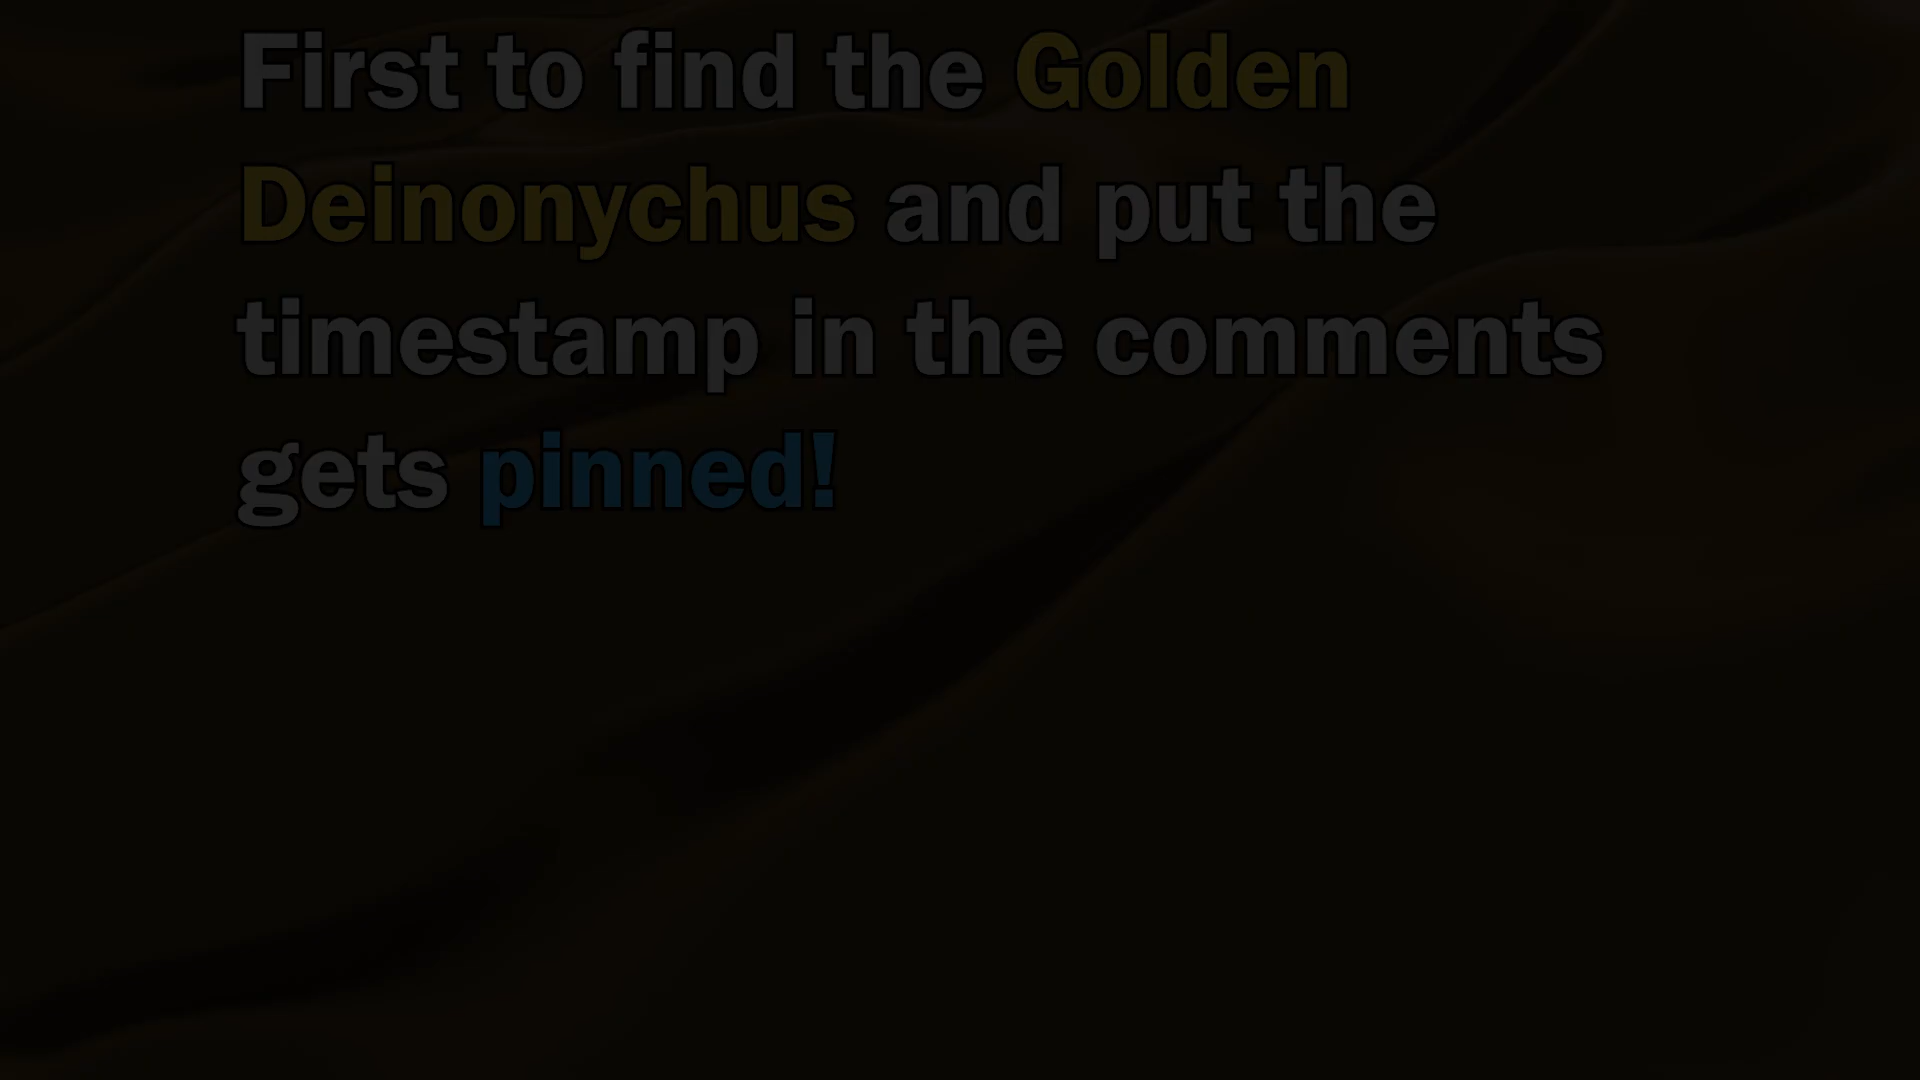 First to find the Golden
Deinonychus and put the
timestamp in the comments
gets pinned!